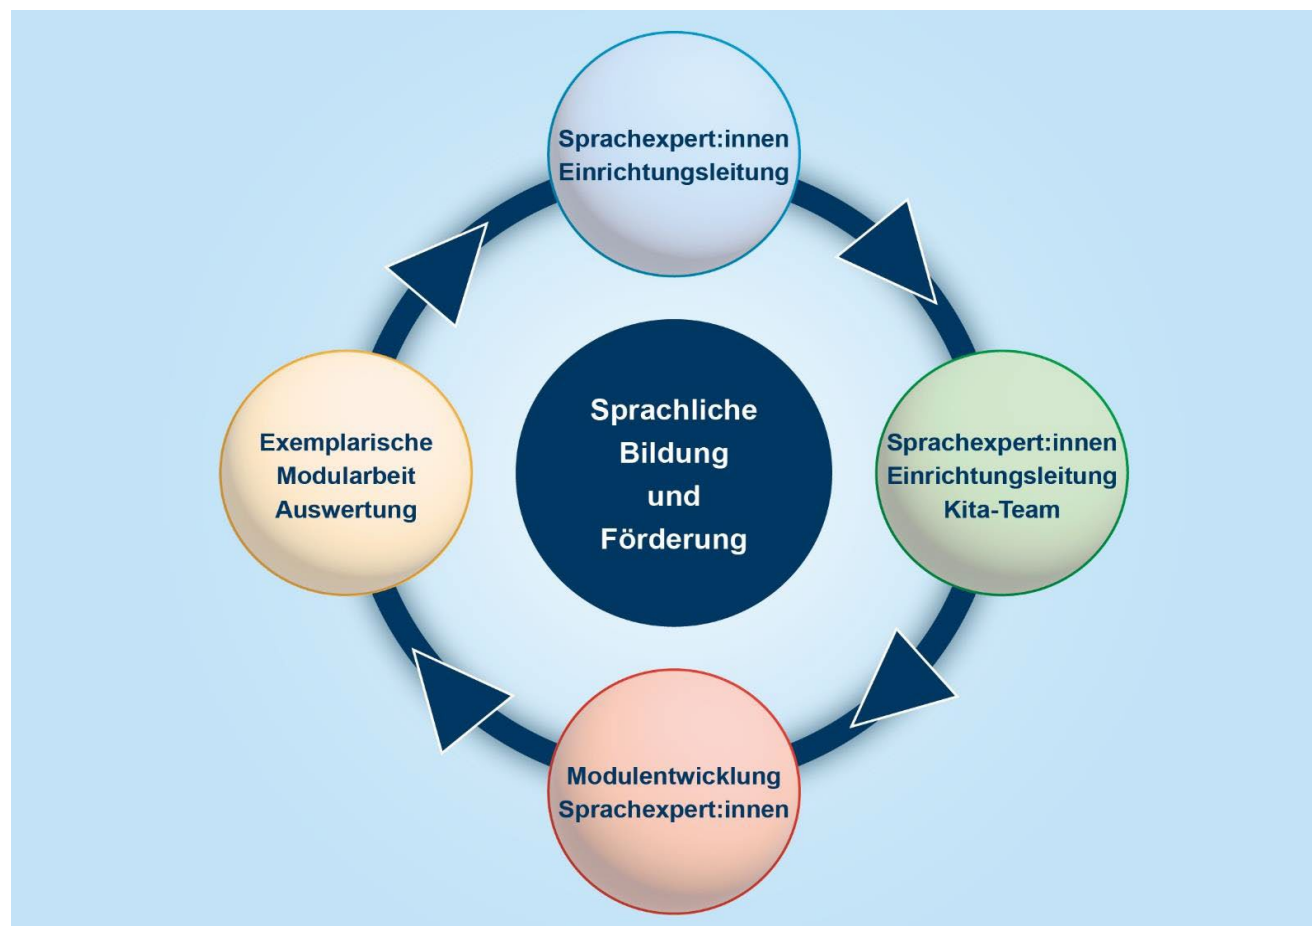 Sprachexpert:innen
Einrichtungsleitung
Sprachliche
Bildung
und
Förderung
Exemplarische
Modularbeit
Auswertung
Sprachexpert:innen
Einrichtungsleitung
Kita-Team
Modulentwicklung
Sprachexpert:innen